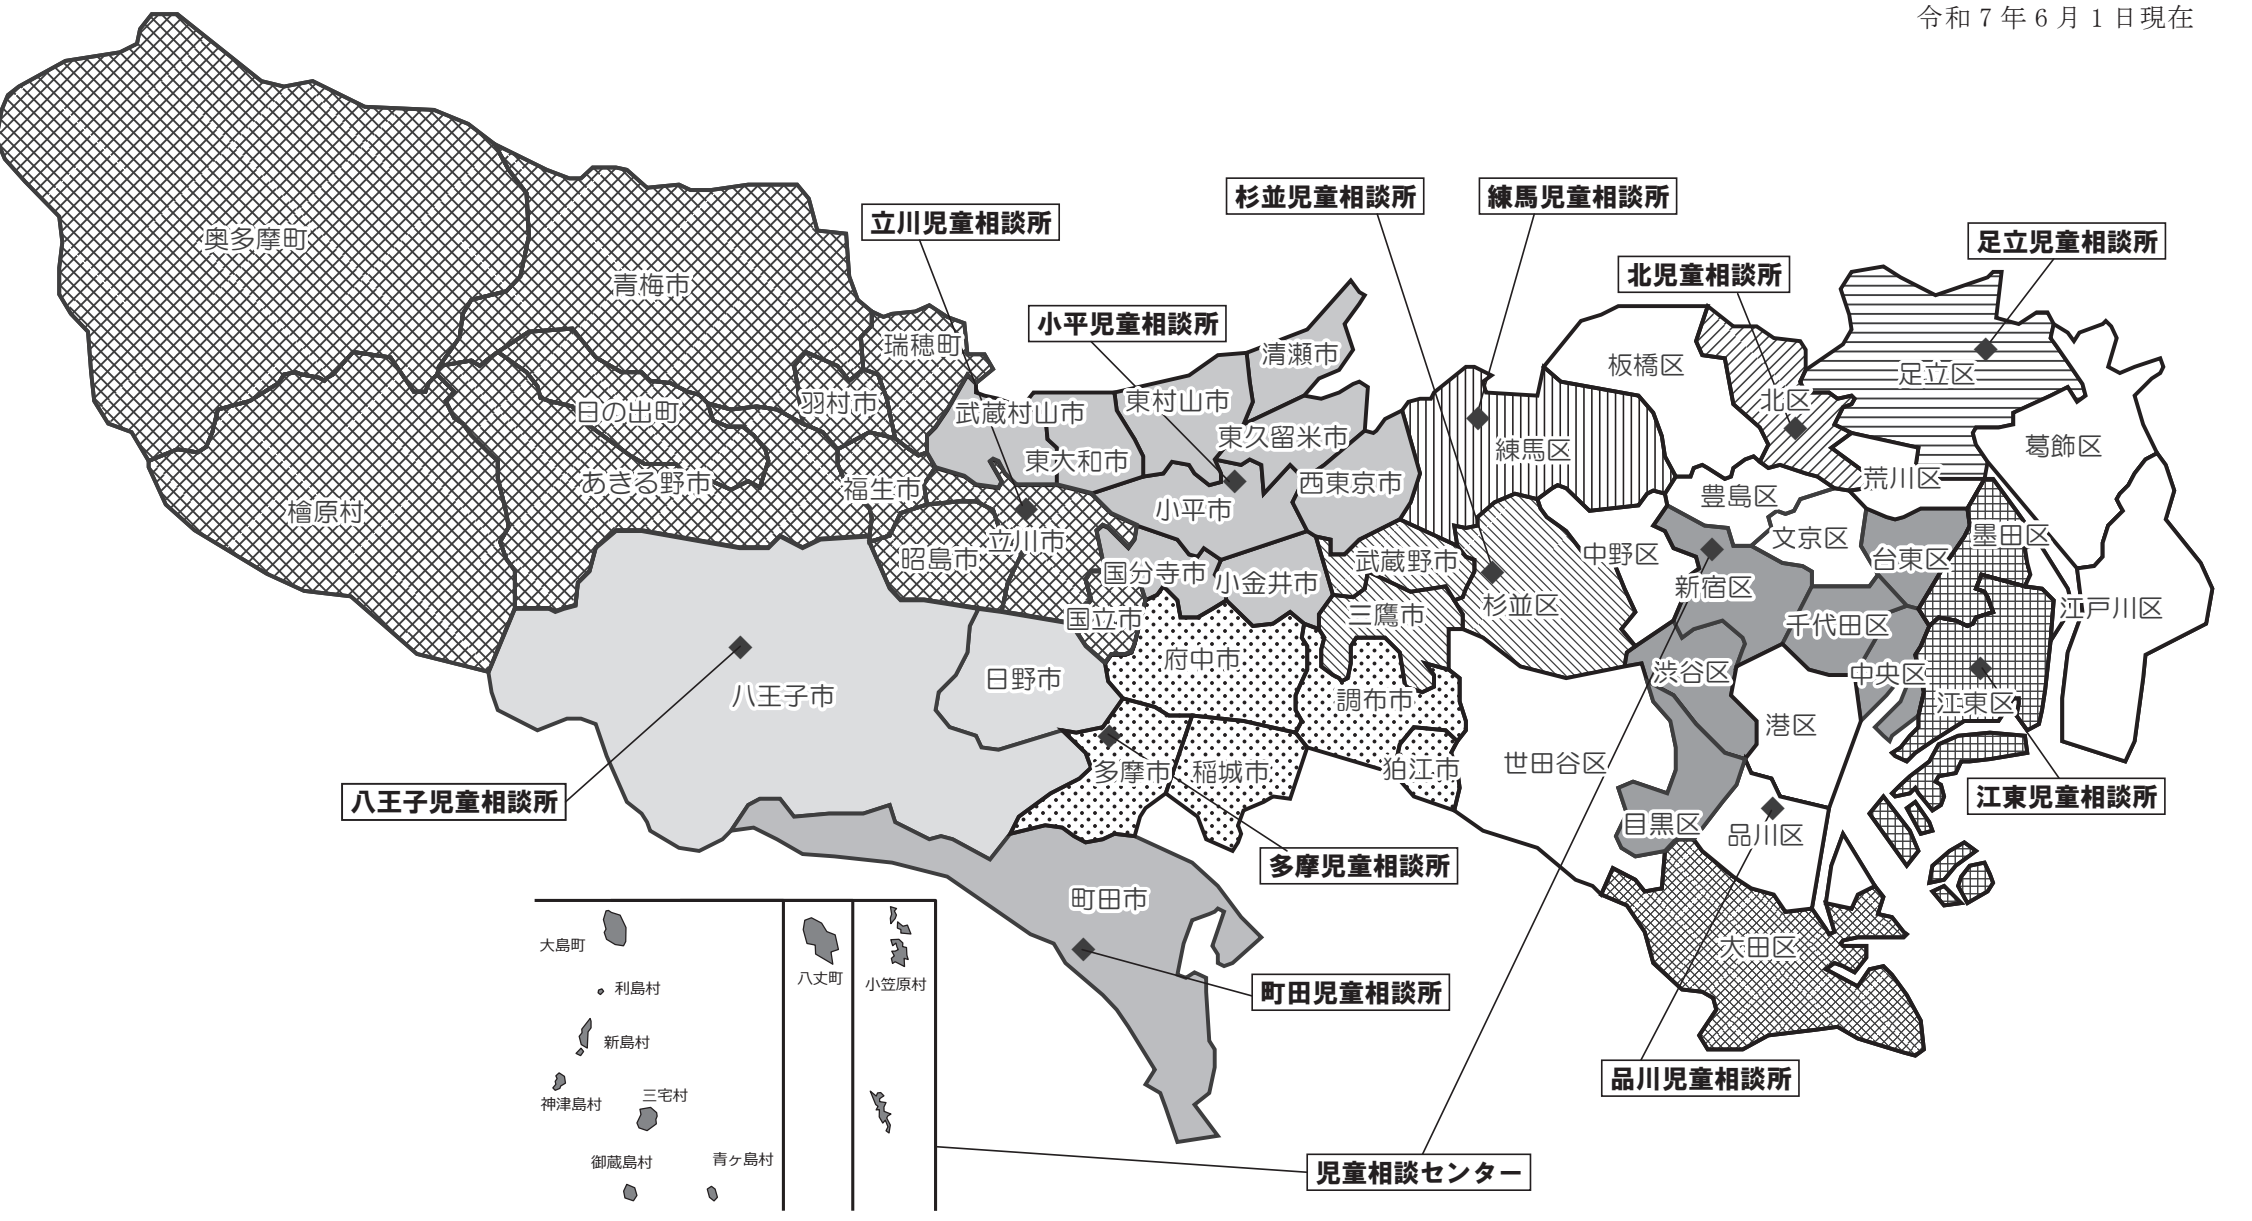 令和７年６月１日現在
杉並児童相談所
練馬児童相談所
立川児童相談所
足立児童相談所
北児童相談所
小平児童相談所
奥多摩町
青梅市
瑞穂町
清瀬市
板橋区
足立区
日の出町
羽村市
武蔵村山市
東村山市
北区
東久留米市
練馬区
葛飾区
東大和市
あきる野市
福生市
西東京市
荒川区
豊島区
檜原村
小平市
文京区
墨田区
立川市
昭島市
武蔵野市
中野区
台東区
国分寺市
小金井市
新宿区
杉並区
江戸川区
国立市
三鷹市
千代田区
府中市
渋谷区
中央区
日野市
八王子市
調布市
江東区
港区
多摩市
稲城市
狛江市
世田谷区
八王子児童相談所
江東児童相談所
目黒区
品川区
多摩児童相談所
町田市
大田区
大島町
八丈町
小笠原村
利島村
町田児童相談所
新島村
品川児童相談所
三宅村
神津島村
御蔵島村
青ヶ島村
児童相談センター